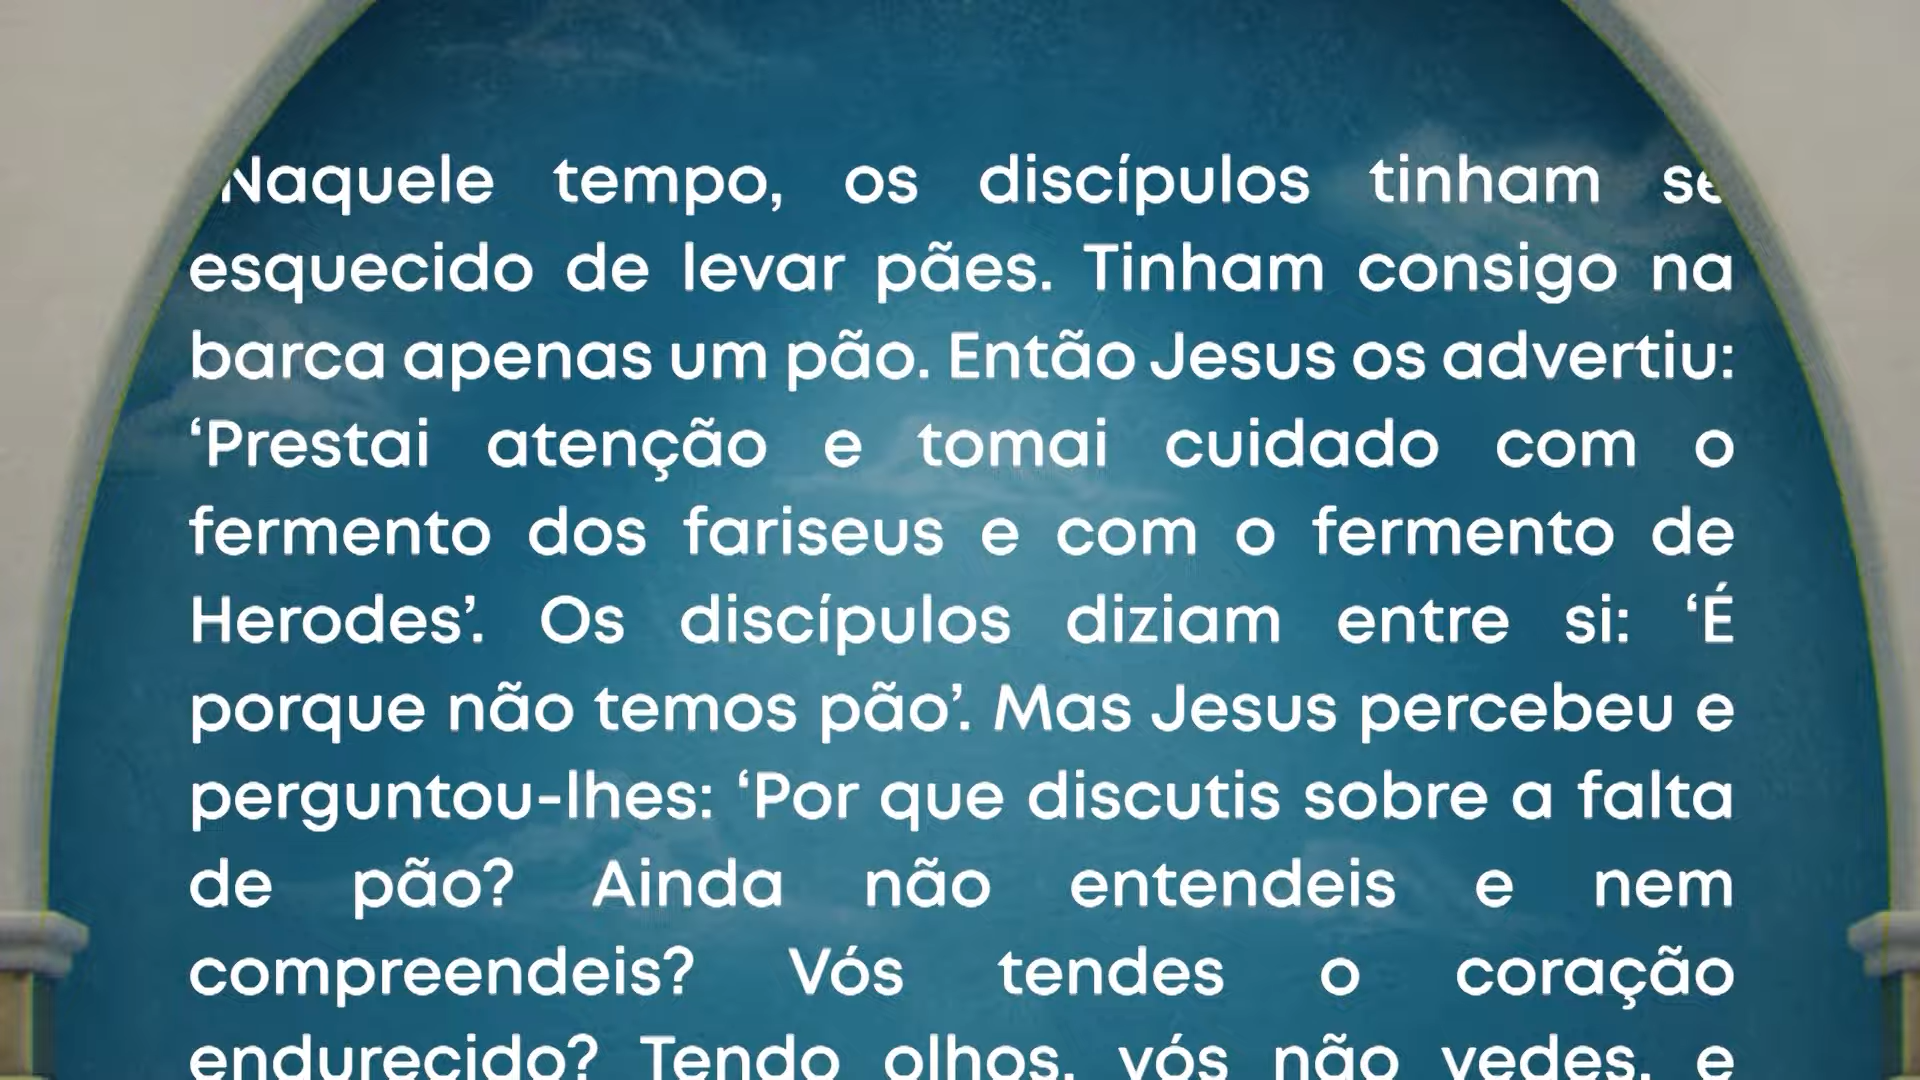 Naquele tempo, os discípulos tinham se
esquecido de levar pães. Tinham consigo na
barca apenas um pão. Então Jesus os advertiu:
‘Prestai atenção e tomai cuidado com o
fermento dos fariseus e com o fermento de
Herodes’. Os discípulos diziam entre si: ‘É
porque não temos pão’. Mas Jesus percebeu e
perguntou-lhes: ‘Por que discutis sobre a falta
de pão? Ainda não entendeis e nem
compreendeis? Vós tendes o coração
endurecido? Tendo olhos, vós não vedes, e